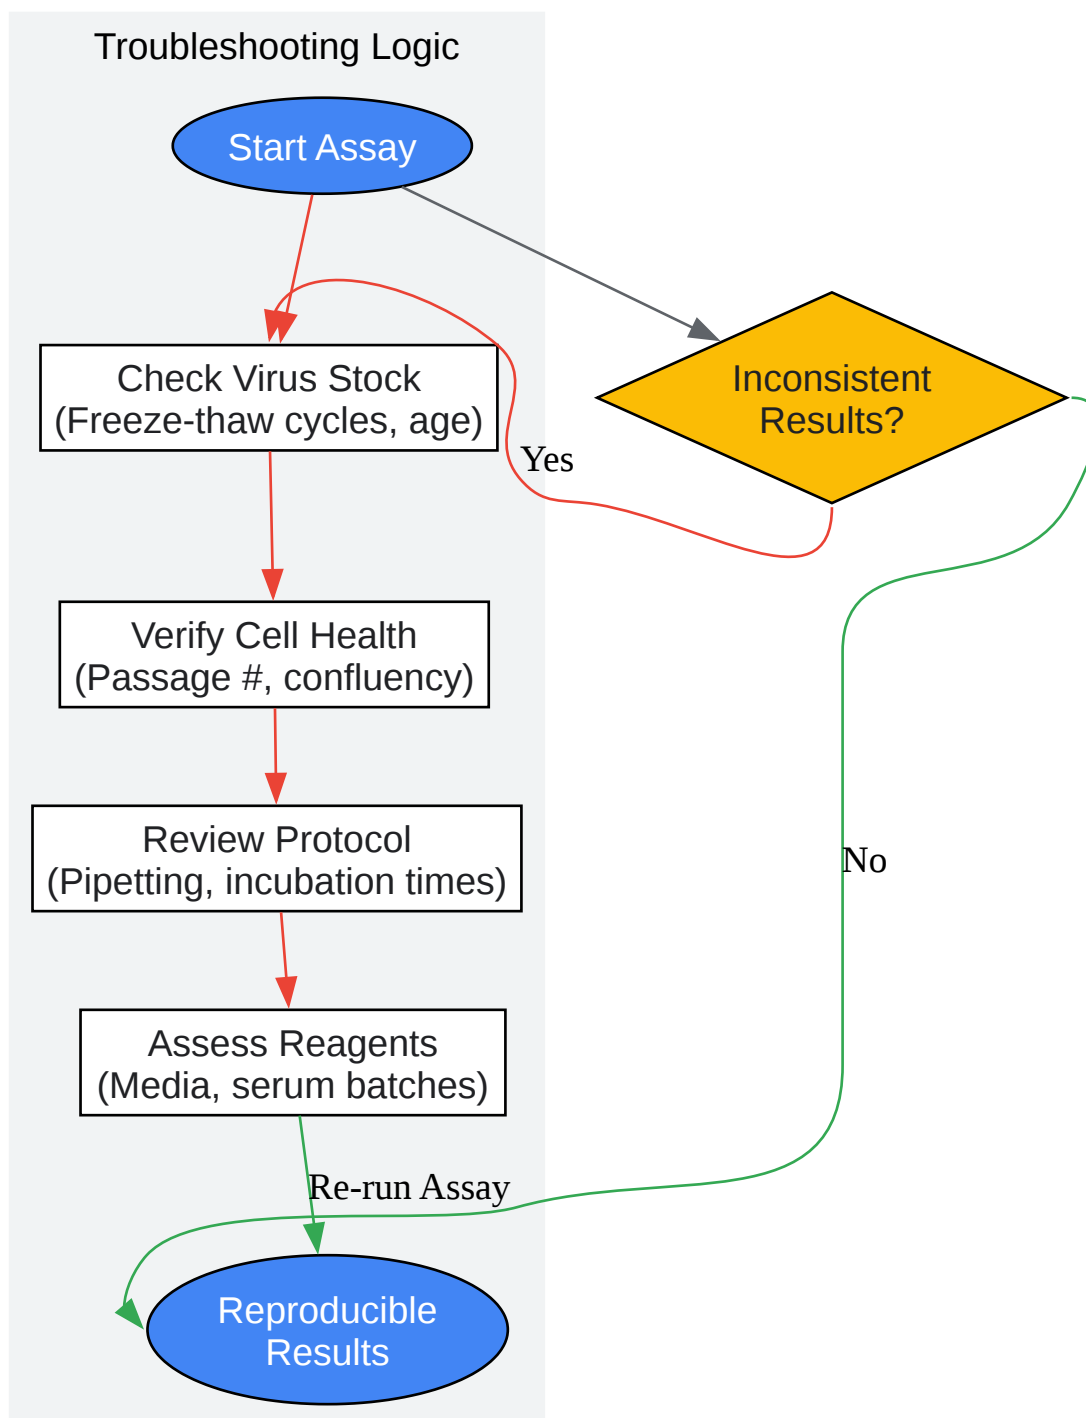 Troubleshooting Logic
Start Assay
Inconsistent
Results?
Check Virus Stock
(Freeze-thaw cycles, age)
Yes
Verify Cell Health
(Passage #, confluency)
Review Protocol
(Pipetting, incubation times)
No
Assess Reagents
(Media, serum batches)
Re-run Assay
Reproducible
Results